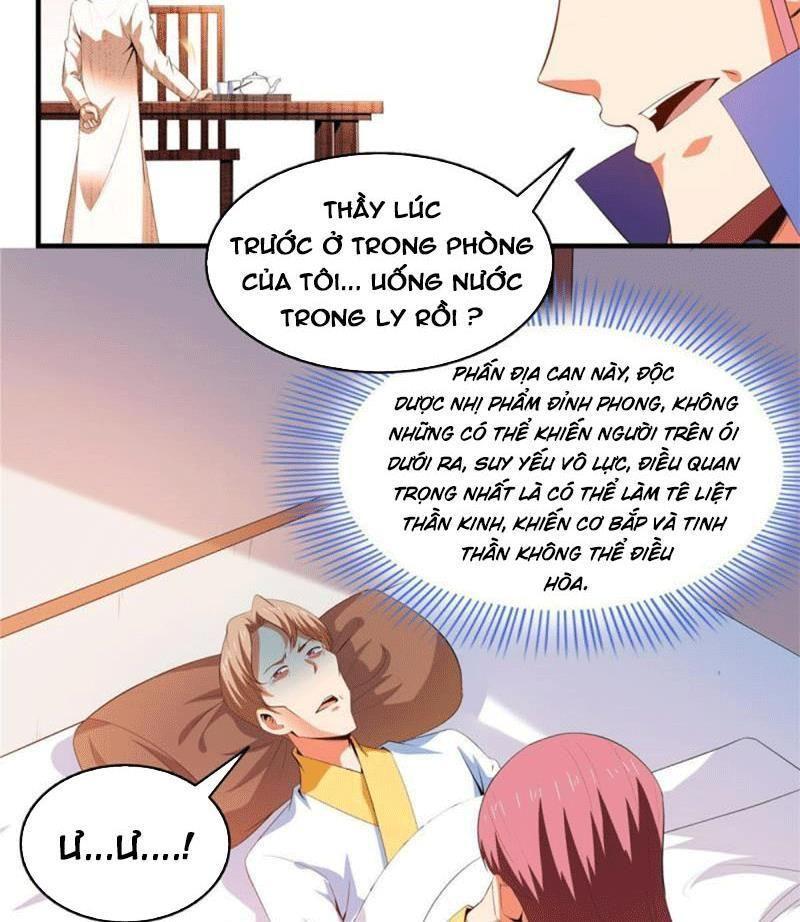 THẦY LÚC
TRƯỚC Ở TRONG PHÒNG
CỦA TÔI... UỐNG NƯỚC
TRONG LY RỒI ?
PHẤN ĐỊA CAN NÀY, ĐỘC
DƯỢC NHỊ PHẨM ĐỈNH PHONG, KHÔNG
NHỮNG CÓ THỂ KHIẾN NGƯỜI TRÊN ÓI
DƯỚI RA, SUY YẾU VÔ LỰC, ĐIỀU QUAN
TRỌNG NHẤT LÀ CÓ THỂ LÀM TÊ LIỆT
THẦN KINH, KHIẾN CƠ BẮP VÀ TINH
THẦN KHÔNG THỂ ĐIỀU
HÒA.
Ư...Ư....!